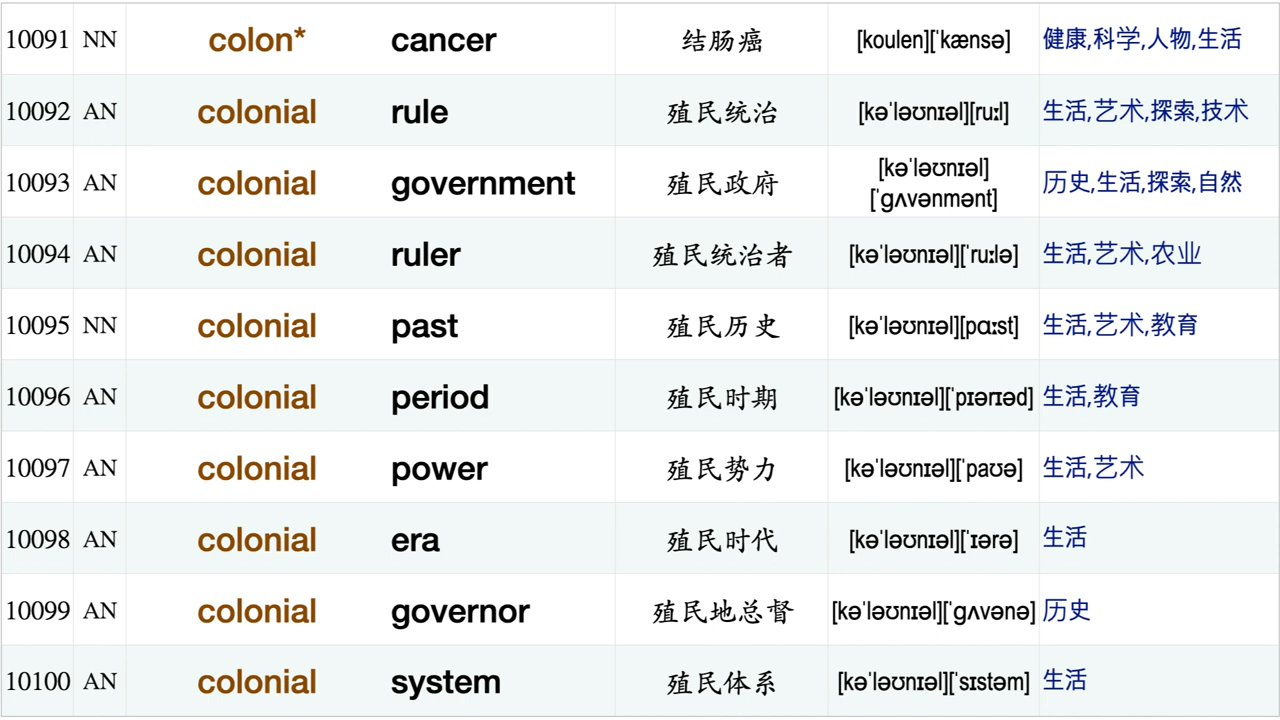 10091 NN colon* cancer 结肠癌 [koulen][ˈkænsə] 健康,科学,人物,生活
10092 AN colonial rule 殖民统治 [kəˈləʊnɪəl][ruːl] 生活,艺术,探索,技术
10093 AN colonial government 殖民政府 [kəˈləʊnɪəl] 历史,生活,探索,自然
[ˈɡʌvənmənt]
10094 AN colonial ruler 殖民统治者 [kəˈləʊnɪəl][ˈruːlə] 生活,艺术,农业
10095 NN colonial past 殖民历史 [kəˈləʊnɪəl][pɑːst] 生活,艺术,教育
10096 AN colonial period 殖民时期 [kəˈləʊnɪəl][ˈpɪərɪəd] 生活,教育
10097 AN colonial power 殖民势力 [kəˈləʊnɪəl][ˈpaʊə] 生活,艺术
10098 AN colonial era 殖民时代 [kəˈləʊnɪəl][ˈɪərə] 生活
10099 AN colonial governor 殖民地总督 [kəˈləʊnɪəl][ˈɡʌvənə] 历史
10100 AN colonial system 殖民体系 [kəˈləʊnɪəl][ˈsɪstəm] 生活